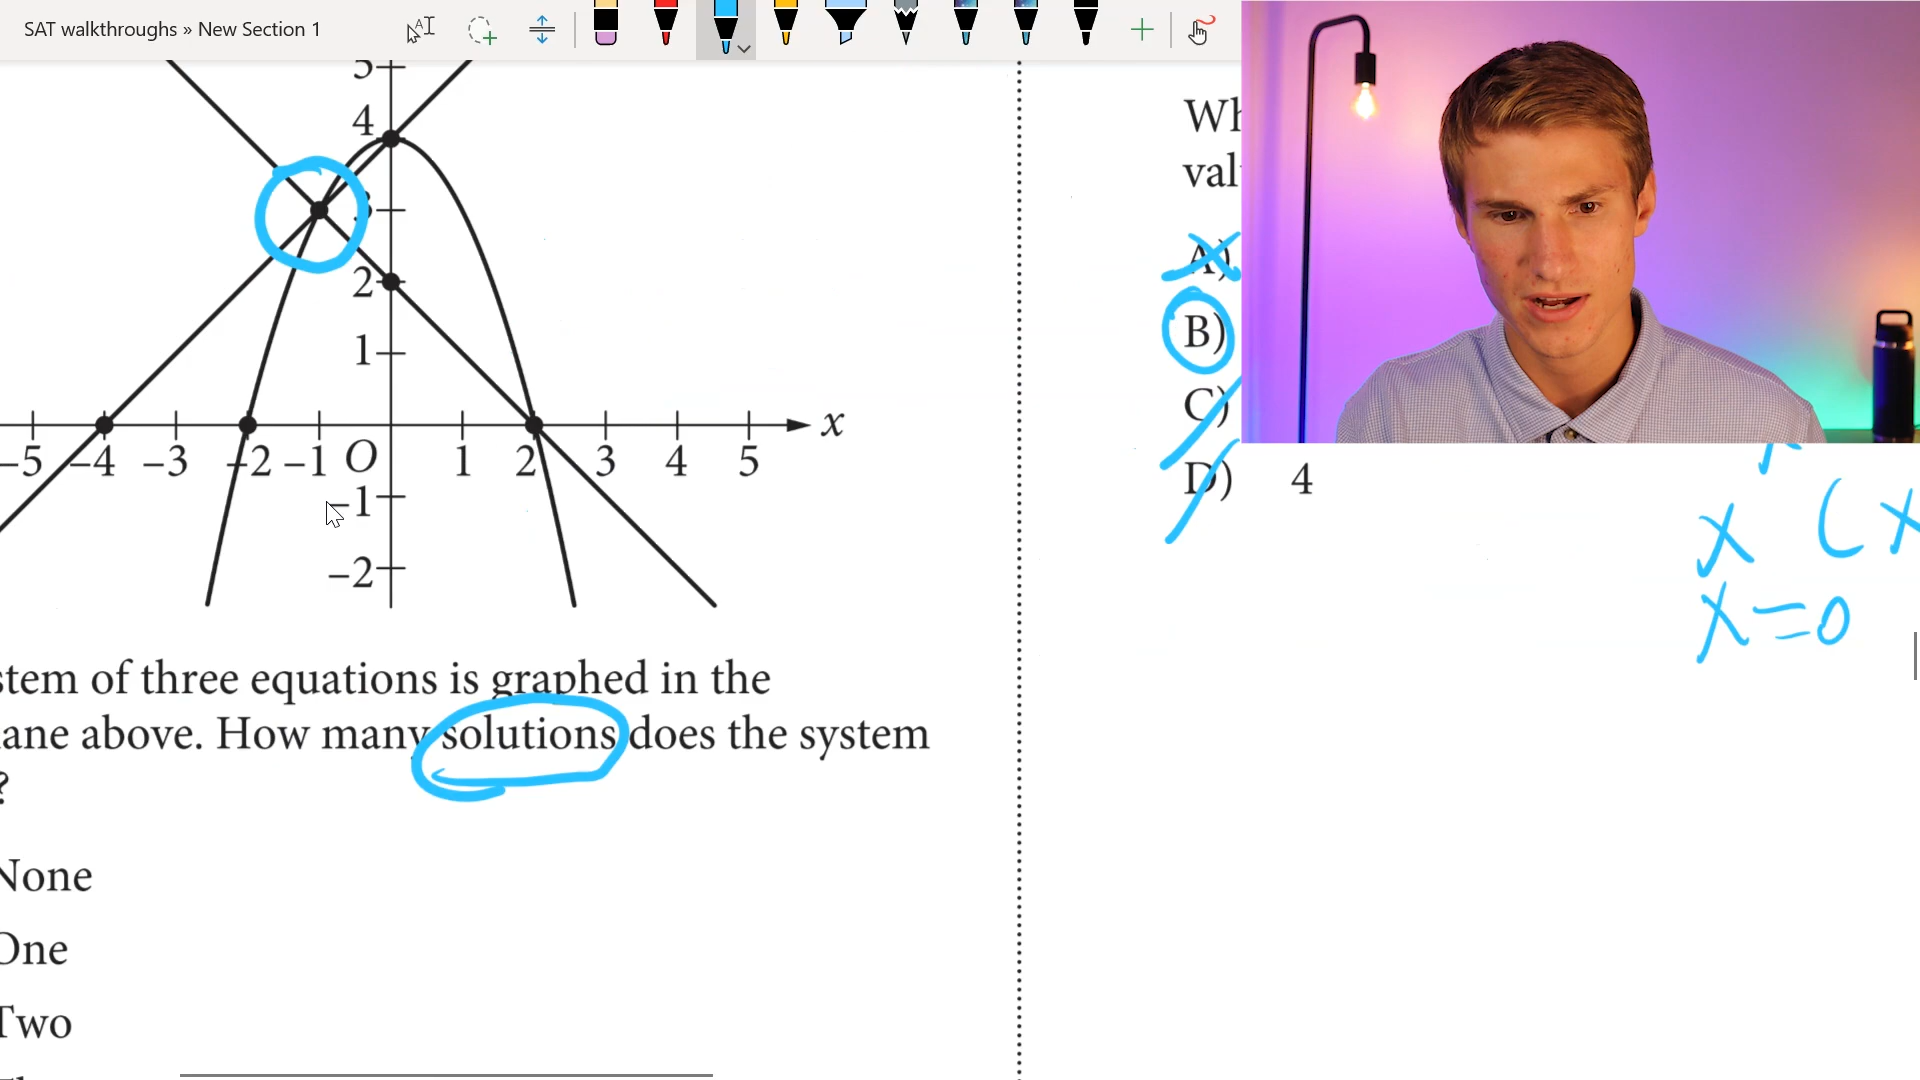 SAT walkthroughs » New Section 1
5
4
3
2
1
x
-5 -4 -3 -2 -1 O 1 2 3 4 5
-1
-2
stem of three equations is graphed in the
lane above. How many solutions does the system
?
None
One
Two
Wh
val
A)
B)
C)
D) 4
x (x
x=0